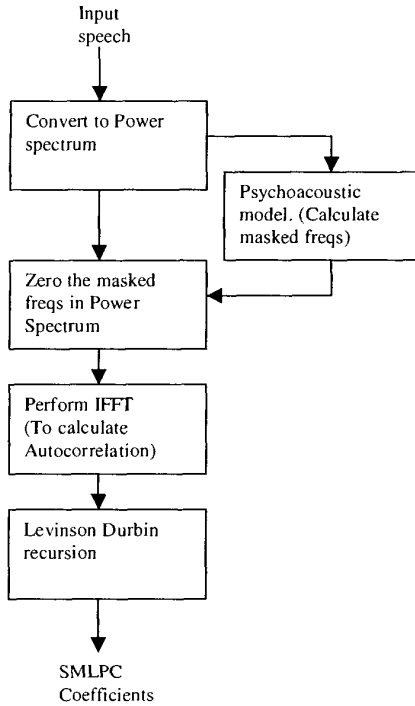 Input
speech
Convert to Power
spectrum
Psychoacoustic
model. (Calculate
masked freqs)
Zero the masked
freqs in Power
Spectrum
Perform IFFT
(To calculate
Autocorrelation)
Levinson Durbin
recursion
SMLPC
Coefficients